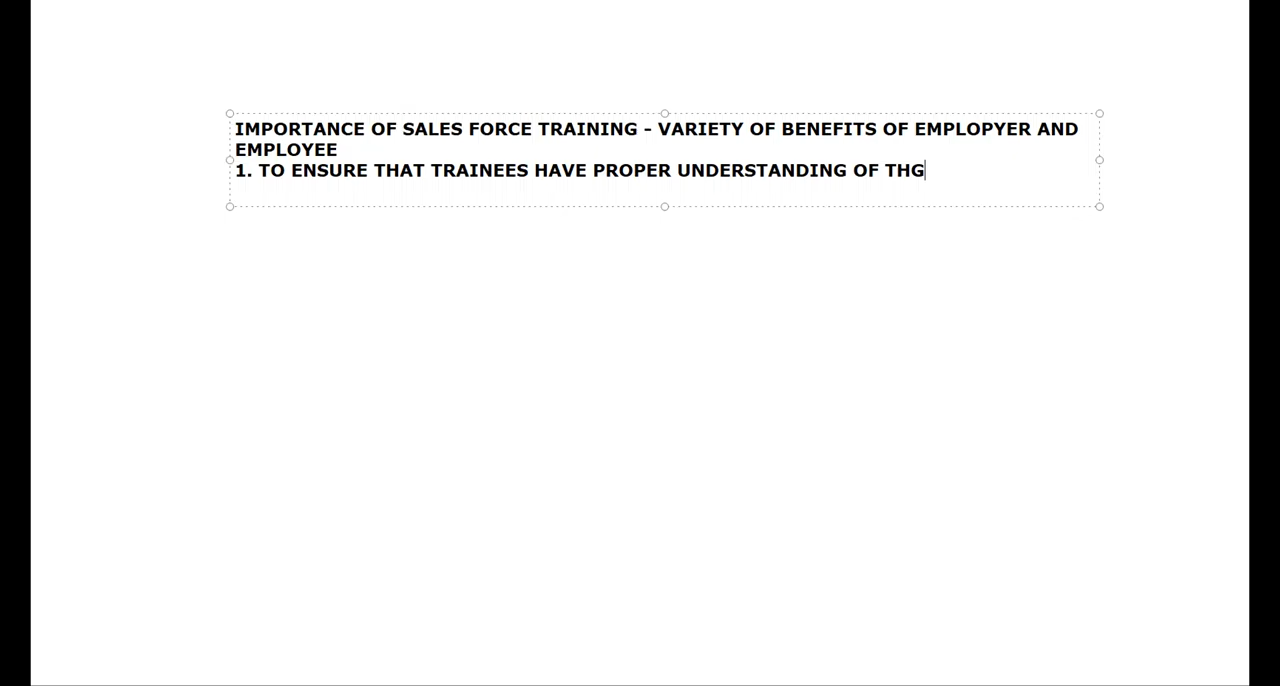 IMPORTANCE OF SALES FORCE TRAINING - VARIETY OF BENEFITS OF EMPLOPYER AND
EMPLOYEE
1. TO ENSURE THAT TRAINEES HAVE PROPER UNDERSTANDING OF THG